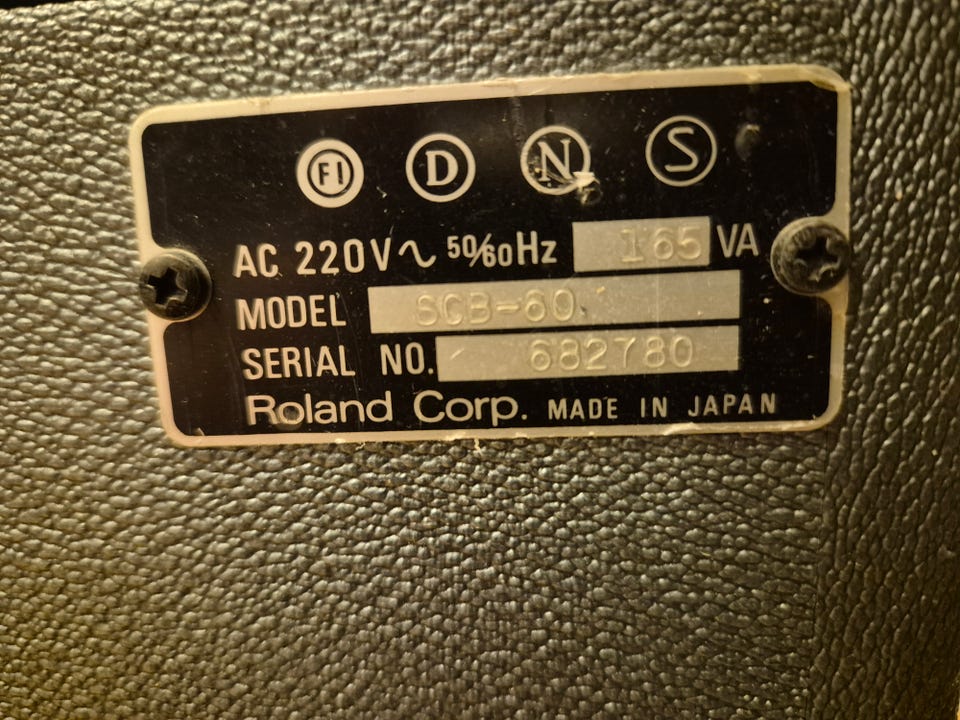 FI D N S
AC 220V∿ 50/60Hz 165 VA
MODEL SCB-60
SERIAL NO. 682780
Roland Corp. MADE IN JAPAN